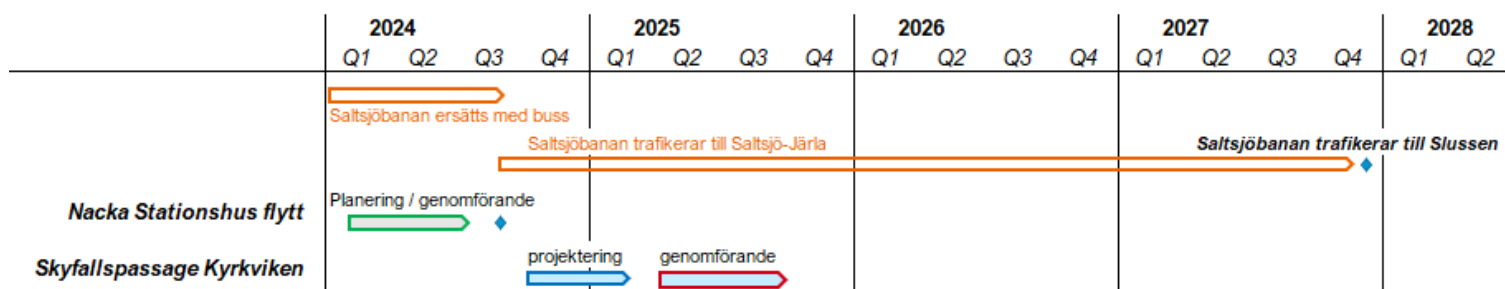 2024 2025 2026 2027 2028
Q1 Q2 Q3 Q4 Q1 Q2 Q3 Q4 Q1 Q2 Q3 Q4 Q1 Q2 Q3 Q4 Q1 Q2
Saltsjöbanan ersätts med buss
Saltsjöbanan trafikerar till Saltsjö-Järla Saltsjöbanan trafikerar till Slussen
Planering / genomförande
Nacka Stationshus flytt
projektering genomförande
Skyfallspassage Kyrkviken